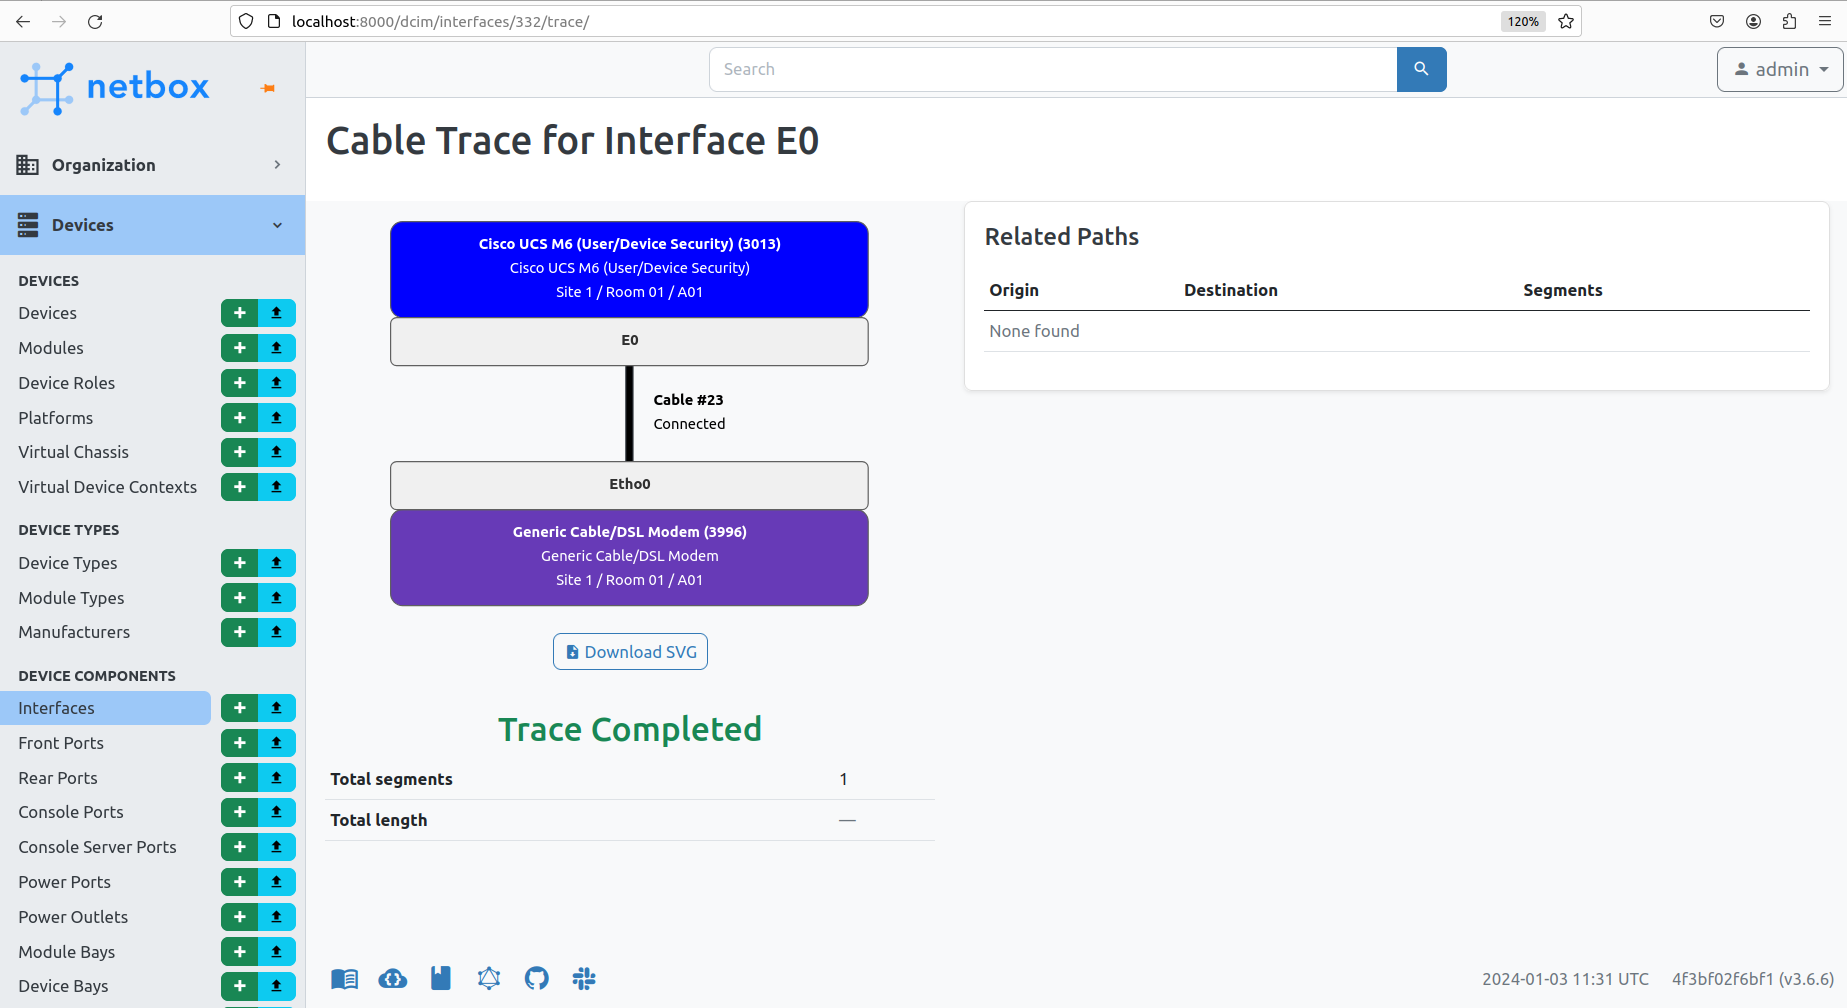 localhost:8000/dcim/interfaces/332/trace/
120%
netbox
Search
admin
Organization
Devices
DEVICES
Devices
Modules
Device Roles
Platforms
Virtual Chassis
Virtual Device Contexts
DEVICE TYPES
Device Types
Module Types
Manufacturers
DEVICE COMPONENTS
Interfaces
Front Ports
Rear Ports
Console Ports
Console Server Ports
Power Ports
Power Outlets
Module Bays
Device Bays
Cable Trace for Interface E0
Cisco UCS M6 (User/Device Security) (3013)
Cisco UCS M6 (User/Device Security)
Site 1 / Room 01 / A01
E0
Cable #23
Connected
Etho0
Generic Cable/DSL Modem (3996)
Generic Cable/DSL Modem
Site 1 / Room 01 / A01
Download SVG
Trace Completed
Total segments 1
Total length —
Related Paths
Origin Destination Segments
None found
2024-01-03 11:31 UTC 4f3bf02f6bf1 (v3.6.6)